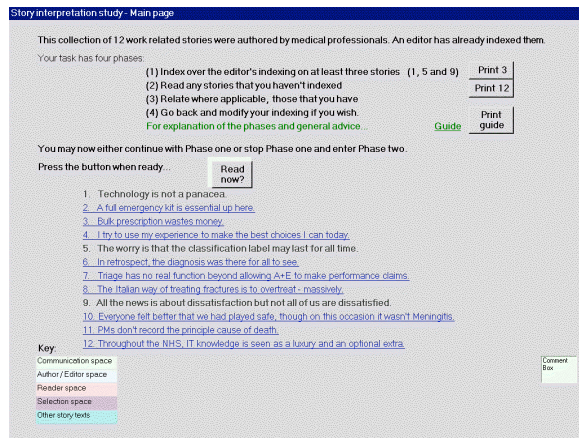 Story interpretation study - Main page
This collection of 12 work related stories were authored by medical professionals. An editor has already indexed them.
Your task has four phases:
(1) Index over the editor's indexing on at least three stories (1, 5 and 9)
Print 3
(2) Read any stories that you haven't indexed
Print 12
(3) Relate where applicable, those that you have
(4) Go back and modify your indexing if you wish.
Print guide
For explanation of the phases and general advice...
Guide
You may now either continue with Phase one or stop Phase one and enter Phase two.
Press the button when ready...
Read now?
1. Technology is not a panacea.
2. A full emergency kit is essential up here.
3. Bulk prescription wastes money.
4. I try to use my experience to make the best choices I can today.
5. The worry is that the classification label may last for all time.
6. In retrospect, the diagnosis was there for all to see.
7. Triage has no real function beyond allowing A+E to make performance claims.
8. The Italian way of treating fractures is to overtreat - massively.
9. All the news is about dissatisfaction but not all of us are dissatisfied.
10. Everyone felt better that we had played safe, though on this occasion it wasn't Meningitis.
11. PMs don't record the principle cause of death.
12. Throughout the NHS, IT knowledge is seen as a luxury and an optional extra.
Key:
Communication space
Author / Editor space
Reader space
Selection space
Other story texts
Comment
Box